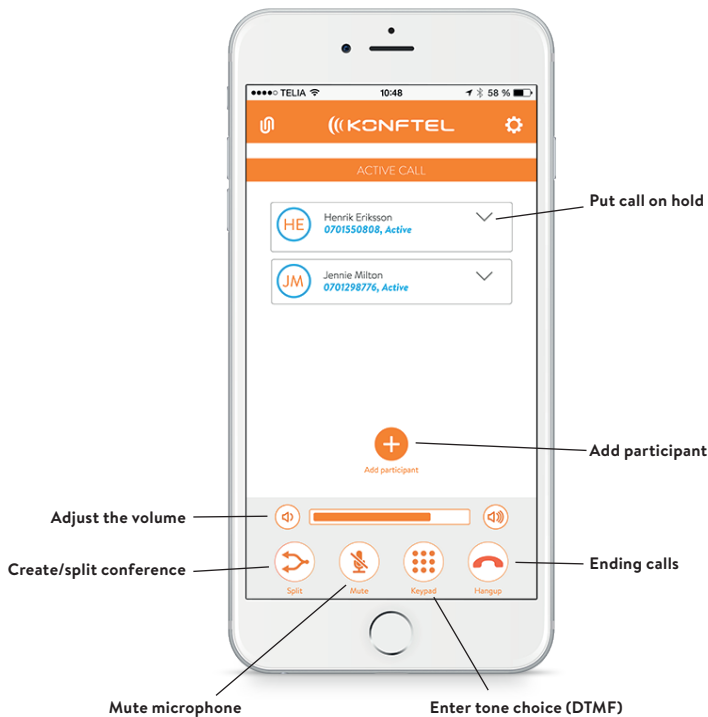 TELIA 10:48 58 %
KONFTEL
ACTIVE CALL
Put call on hold
HE Henrik Eriksson
0701550808, Active
JM Jennie Milton
0701298776, Active
Add participant
Add participant
Adjust the volume
Create/split conference
Ending calls
Split Mute Keypad Hangup
Mute microphone
Enter tone choice (DTMF)